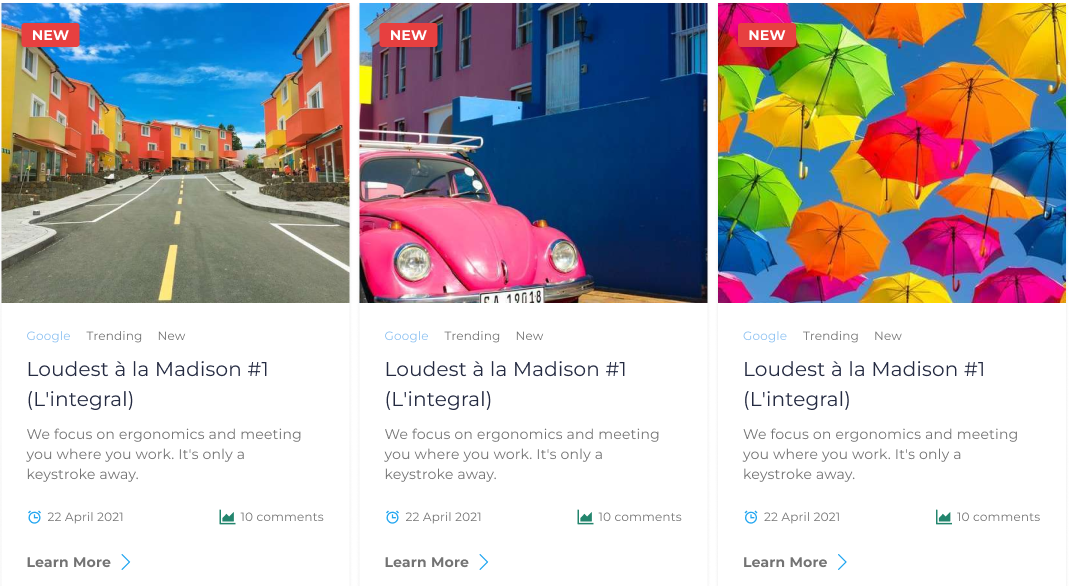 NEW
Google Trending New
Loudest à la Madison #1
(L'integral)
We focus on ergonomics and meeting
you where you work. It's only a
keystroke away.
22 April 2021 10 comments
Learn More
NEW
SA 19018
Google Trending New
Loudest à la Madison #1
(L'integral)
We focus on ergonomics and meeting
you where you work. It's only a
keystroke away.
22 April 2021 10 comments
Learn More
NEW
Google Trending New
Loudest à la Madison #1
(L'integral)
We focus on ergonomics and meeting
you where you work. It's only a
keystroke away.
22 April 2021 10 comments
Learn More